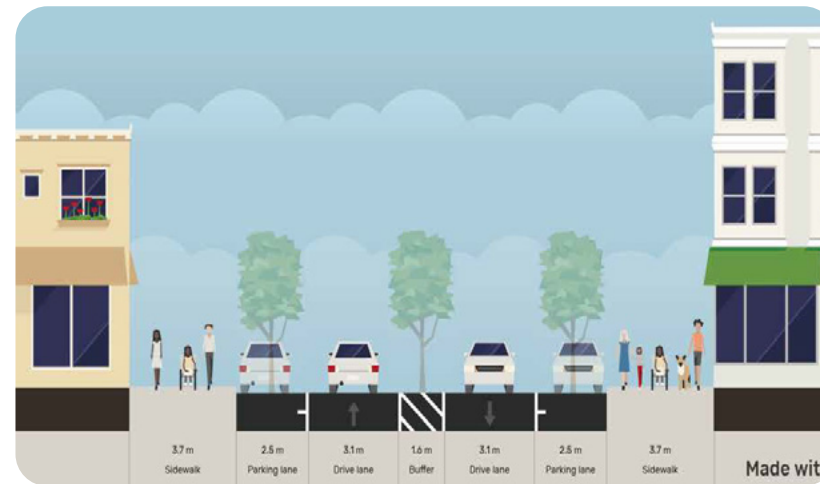 3.7 m
Sidewalk
2.5 m
Parking lane
3.1 m
Drive lane
1.6 m
Buffer
3.1 m
Drive lane
2.5 m
Parking lane
3.7 m
Sidewalk
Made wit